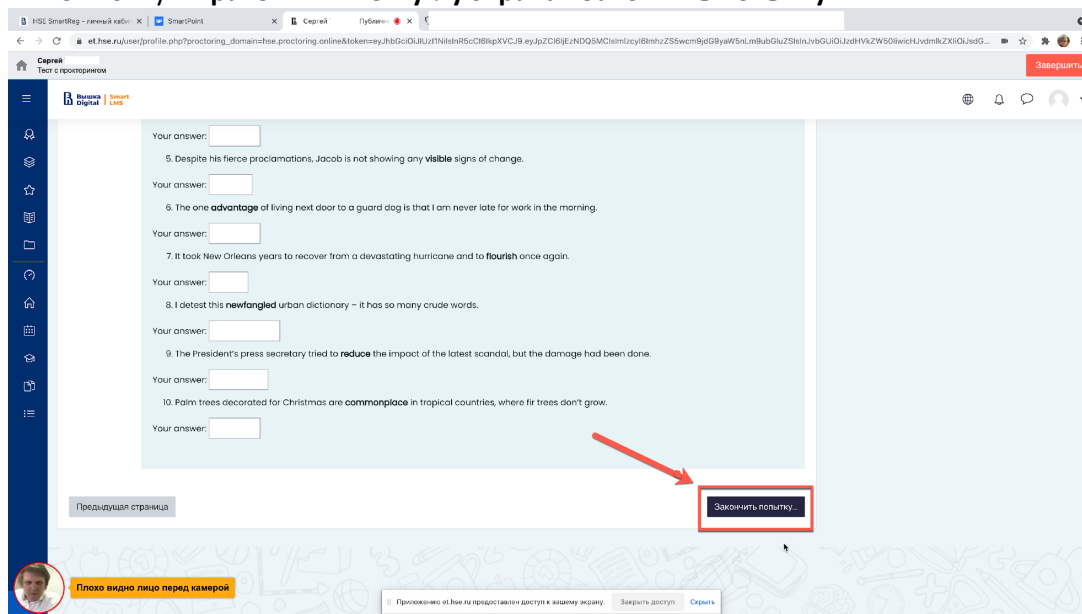 HSE SmartReg – личный кабин
SmartPoint
Сергей
Публичн
et.hse.ru/user/profile.php?proctoring_domain=hse.proctoring.online&token=
Сергей
Тест с прокторингом
Завершить
Вышка Digital
Smart LMS
Your answer:
5. Despite his fierce proclamations, Jacob is not showing any visible signs of change.
Your answer:
6. The one advantage of living next door to a guard dog is that I am never late for work in the morning.
Your answer:
7. It took New Orleans years to recover from a devastating hurricane and to flourish once again.
Your answer:
8. I detest this newfangled urban dictionary – it has so many crude words.
Your answer:
9. The President's press secretary tried to reduce the impact of the latest scandal, but the damage had been done.
Your answer:
10. Palm trees decorated for Christmas are commonplace in tropical countries, where fir trees don't grow.
Your answer:
Предыдущая страница
Закончить попытку...
Плохо видно лицо перед камерой
Приложению et.hse.ru предоставлен доступ к вашему экрану.
Закрыть доступ
Скрыть